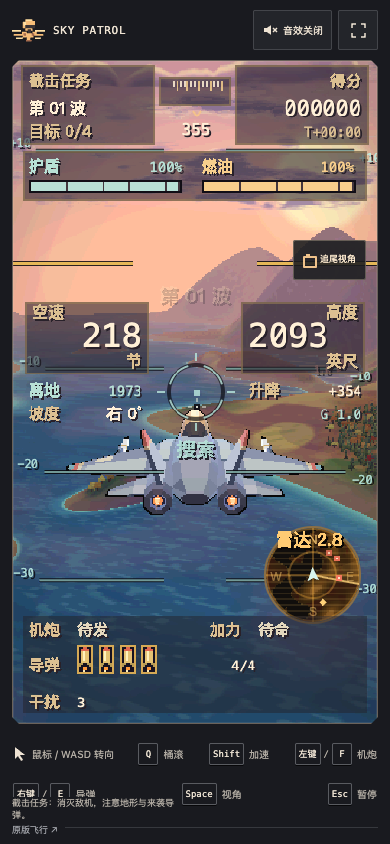 SKY PATROL
音效关闭
截击任务
得分
第 01 波
000000
目标 0/4
355
T+00:00
护盾 100%
燃油 100%
追尾视角
第 01 波
空速
高度
218
2093
节
英尺
-10
-10
离地 1973
升降 +354
坡度 右 0°
G 1.0
搜索
-20
-20
雷达 2.8
W
E
S
-30
-30
机炮 待发
加力 待命
导弹
4/4
干扰 3
鼠标 / WASD 转向
Q 桶滚
Shift 加速
左键 / F 机炮
右键 / E 导弹
Space 视角
Esc 暂停
截击任务：消灭敌机，注意地形与来袭导
弹。
原版飞行 ↗